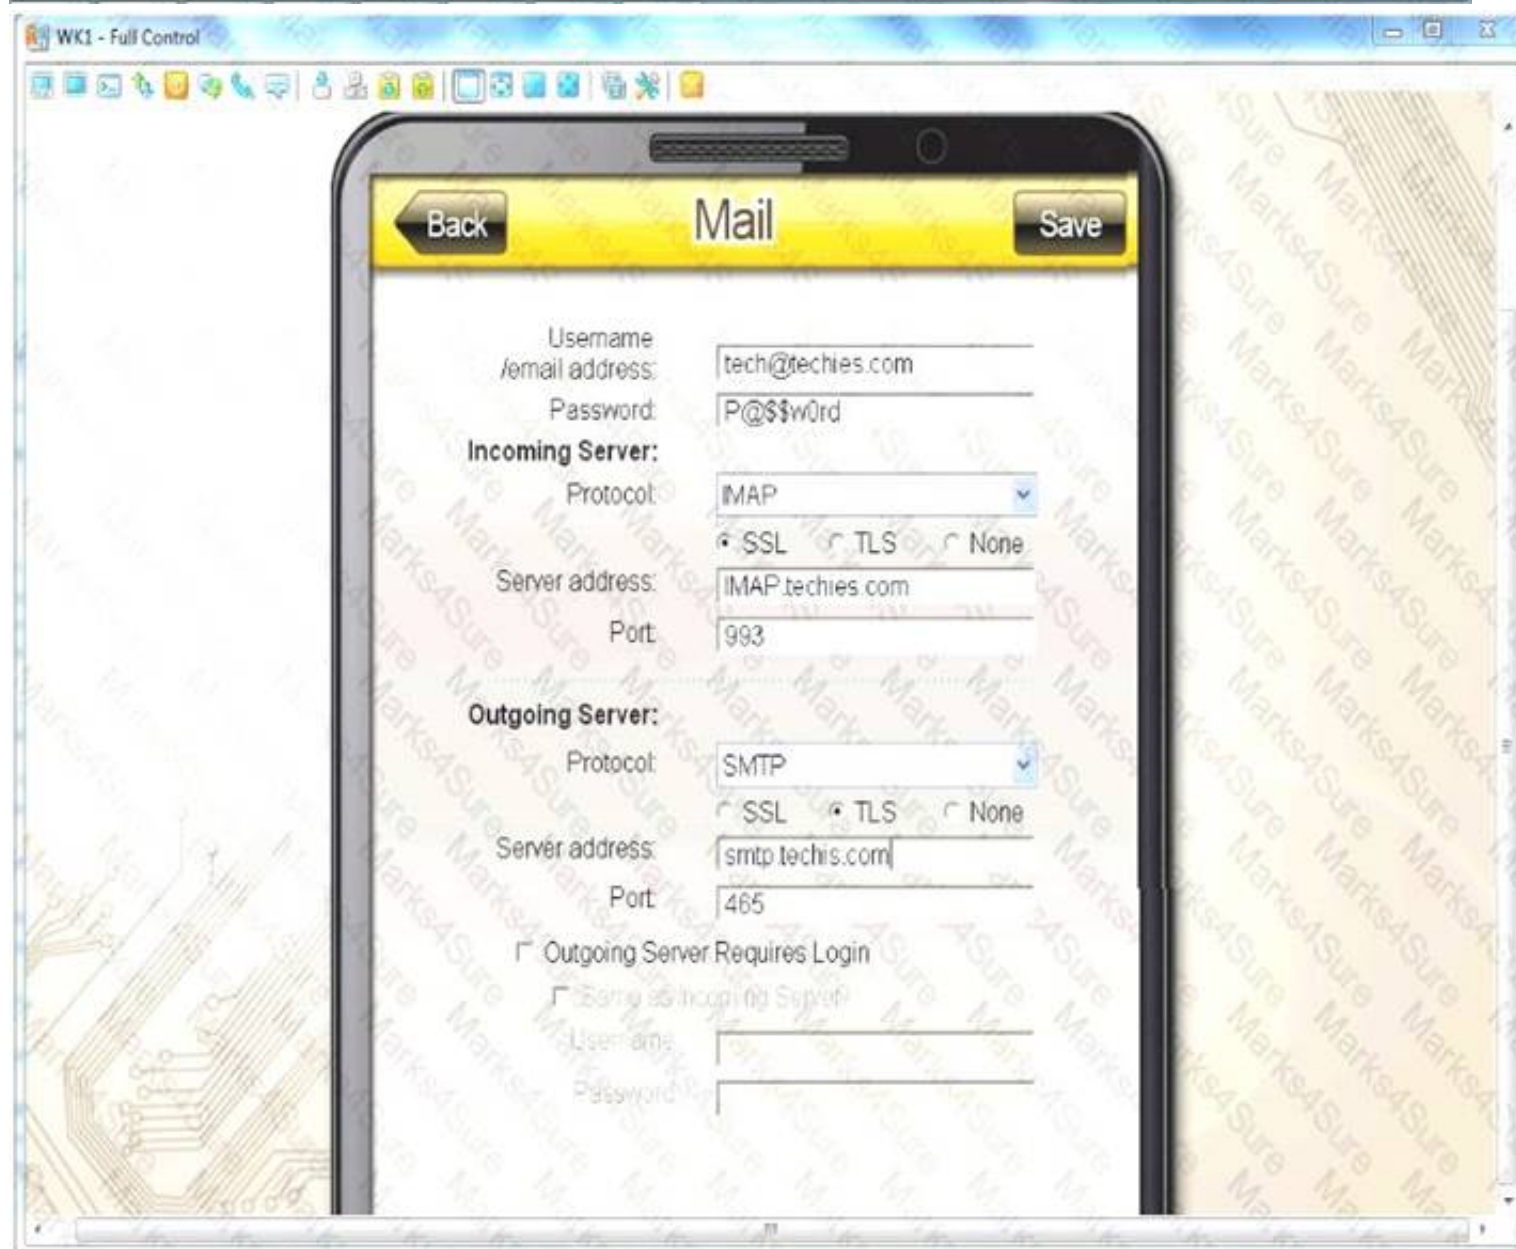 WK1 - Full Control
Back Mail Save
Username
/email address: tech@techies.com
Password: P@$$w0rd
Incoming Server:
Protocol: IMAP
SSL TLS None
Server address: IMAP.techies.com
Port: 993
Outgoing Server:
Protocol: SMTP
SSL TLS None
Server address: smtp.techis.com
Port: 465
Outgoing Server Requires Login
Same as Incoming Server
Username
Password
Marks4Sure